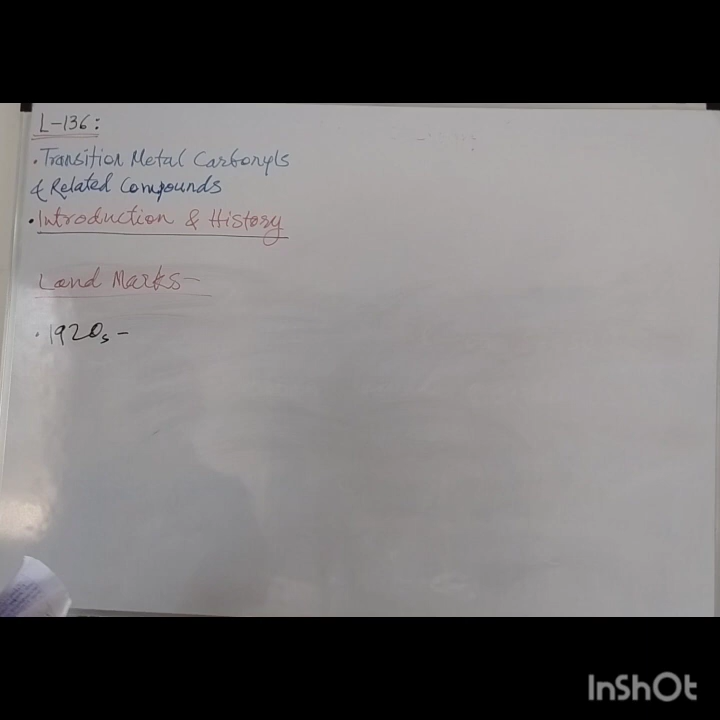 L-136:
• Transition Metal Carbonyls
& Related Compounds
• Introduction & History
Land Marks-
• 1920s -
InShOt